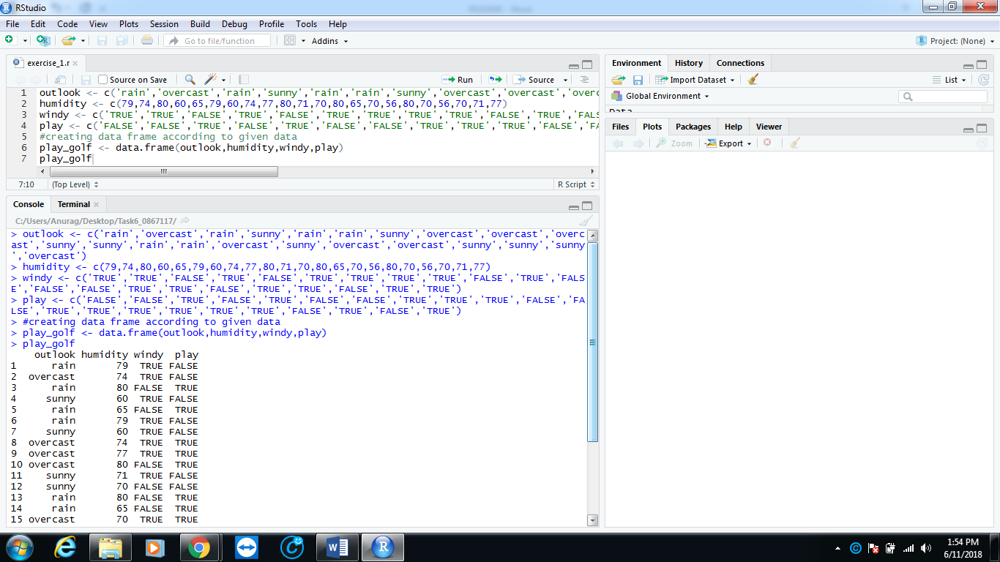 RStudio
File Edit Code View Plots Session Build Debug Profile Tools Help
Go to file/function Addins Project: (None)
exercise_1.r
Source on Save Run Source
1 outlook <- c('rain','overcast','rain','sunny','rain','rain','sunny','overcast','overcast','overc
2 humidity <- c(79,74,80,60,65,79,60,74,77,80,71,70,80,65,70,56,80,70,56,70,71,77)
3 windy <- c('TRUE','TRUE','FALSE','TRUE','FALSE','TRUE','TRUE','TRUE','TRUE','FALSE','TRUE','FALS
4 play <- c('FALSE','FALSE','TRUE','FALSE','TRUE','FALSE','FALSE','TRUE','TRUE','TRUE','FALSE','FA
5 #creating data frame according to given data
6 play_golf <- data.frame(outlook,humidity,windy,play)
7 play_golf
7:10 (Top Level) R Script
Console Terminal
C:/Users/Anurag/Desktop/Task6_0867117/
> outlook <- c('rain','overcast','rain','sunny','rain','rain','sunny','overcast','overcast','overc
ast','sunny','sunny','rain','rain','overcast','sunny','overcast','overcast','sunny','sunny','sunny
','overcast')
> humidity <- c(79,74,80,60,65,79,60,74,77,80,71,70,80,65,70,56,80,70,56,70,71,77)
> windy <- c('TRUE','TRUE','FALSE','TRUE','FALSE','TRUE','TRUE','TRUE','TRUE','FALSE','TRUE','FALS
E','FALSE','FALSE','TRUE','TRUE','FALSE','TRUE','TRUE','FALSE','TRUE','TRUE')
> play <- c('FALSE','FALSE','TRUE','FALSE','TRUE','FALSE','FALSE','TRUE','TRUE','TRUE','FALSE','FA
LSE','TRUE','TRUE','TRUE','TRUE','TRUE','TRUE','FALSE','TRUE','FALSE','TRUE')
> #creating data frame according to given data
> play_golf <- data.frame(outlook,humidity,windy,play)
> play_golf
outlook humidity windy play
1 rain 79 TRUE FALSE
2 overcast 74 TRUE FALSE
3 rain 80 FALSE TRUE
4 sunny 60 TRUE FALSE
5 rain 65 FALSE TRUE
6 rain 79 TRUE FALSE
7 sunny 60 TRUE FALSE
8 overcast 74 TRUE TRUE
9 overcast 77 TRUE TRUE
10 overcast 80 FALSE TRUE
11 sunny 71 TRUE FALSE
12 sunny 70 FALSE FALSE
13 rain 80 FALSE TRUE
14 rain 65 FALSE TRUE
15 overcast 70 TRUE TRUE
Environment History Connections
Import Dataset List
Global Environment
Data
Files Plots Packages Help Viewer
Zoom Export
1:54 PM
6/11/2018